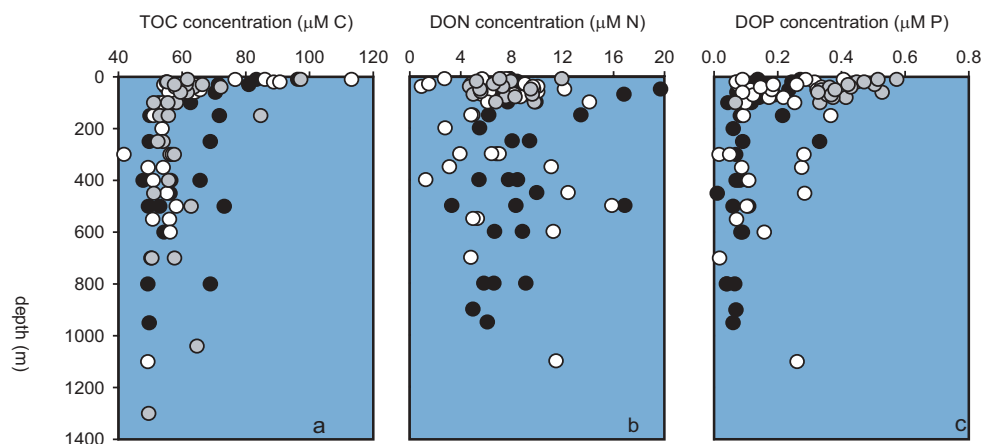 TOC concentration (μM C)
DON concentration (μM N)
DOP concentration (μM P)
40 60 80 100 120
0 4 8 12 16 20
0.0 0.2 0.4 0.6 0.8
0
200
400
600
800
1000
1200
1400
depth (m)
a
b
c